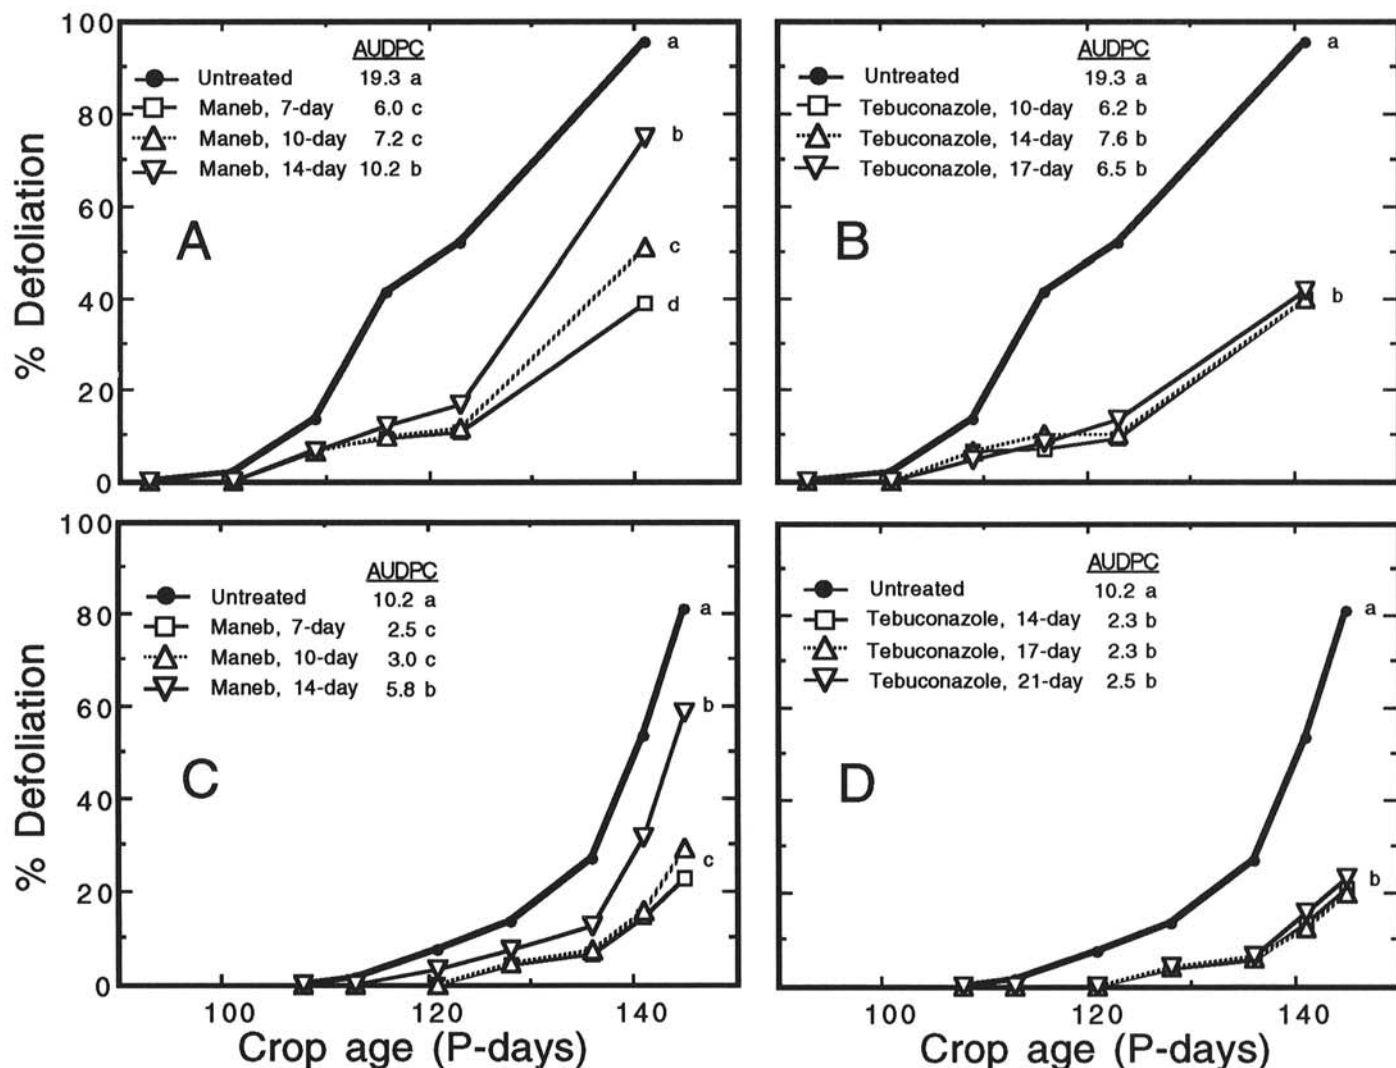 100
80
60
40
20
0
% Defoliation
AUDPC
Untreated 19.3 a
Maneb, 7-day 6.0 c
Maneb, 10-day 7.2 c
Maneb, 14-day 10.2 b
A
a
b
c
d
AUDPC
Untreated 19.3 a
Tebuconazole, 10-day 6.2 b
Tebuconazole, 14-day 7.6 b
Tebuconazole, 17-day 6.5 b
B
a
b
100
80
60
40
20
0
% Defoliation
AUDPC
Untreated 10.2 a
Maneb, 7-day 2.5 c
Maneb, 10-day 3.0 c
Maneb, 14-day 5.8 b
C
a
b
c
100 120 140
Crop age (P-days)
AUDPC
Untreated 10.2 a
Tebuconazole, 14-day 2.3 b
Tebuconazole, 17-day 2.3 b
Tebuconazole, 21-day 2.5 b
D
a
b
100 120 140
Crop age (P-days)